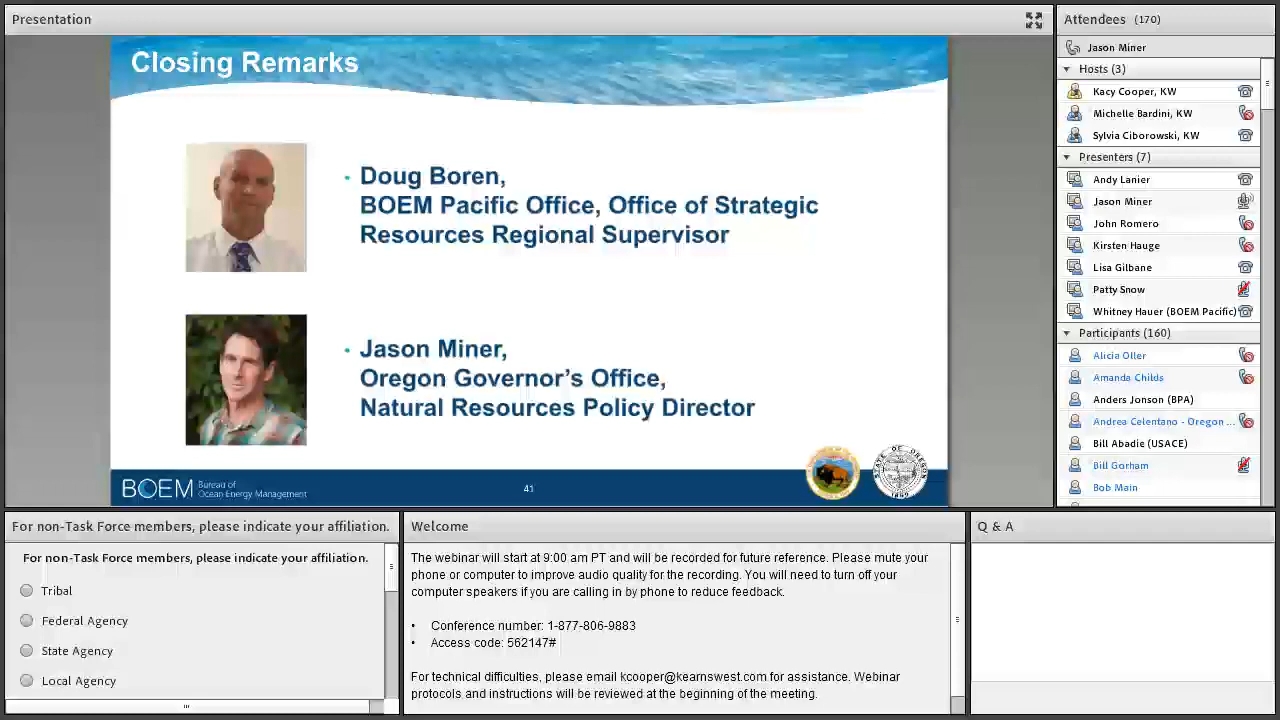 Presentation
Closing Remarks
Doug Boren,
BOEM Pacific Office, Office of Strategic
Resources Regional Supervisor
Jason Miner,
Oregon Governor's Office,
Natural Resources Policy Director
BOEM Bureau of
Ocean Energy Management
41
STATE OF OREGON
1859
Attendees (170)
Jason Miner
Hosts (3)
Kacy Cooper, KW
Michelle Bardini, KW
Sylvia Ciborowski, KW
Presenters (7)
Andy Lanier
Jason Miner
John Romero
Kirsten Hauge
Lisa Gilbane
Patty Snow
Whitney Hauer (BOEM Pacific)
Participants (160)
Alicia Oller
Amanda Childs
Anders Jonson (BPA)
Andrea Celentano - Oregon ...
Bill Abadie (USACE)
Bill Gorham
Bob Main
For non-Task Force members, please indicate your affiliation.
For non-Task Force members, please indicate your affiliation.
Tribal
Federal Agency
State Agency
Local Agency
Welcome
The webinar will start at 9:00 am PT and will be recorded for future reference. Please mute your
phone or computer to improve audio quality for the recording. You will need to turn off your
computer speakers if you are calling in by phone to reduce feedback.
• Conference number: 1-877-806-9883
• Access code: 562147#
For technical difficulties, please email kcooper@kearnswest.com for assistance. Webinar
protocols and instructions will be reviewed at the beginning of the meeting.
Q & A